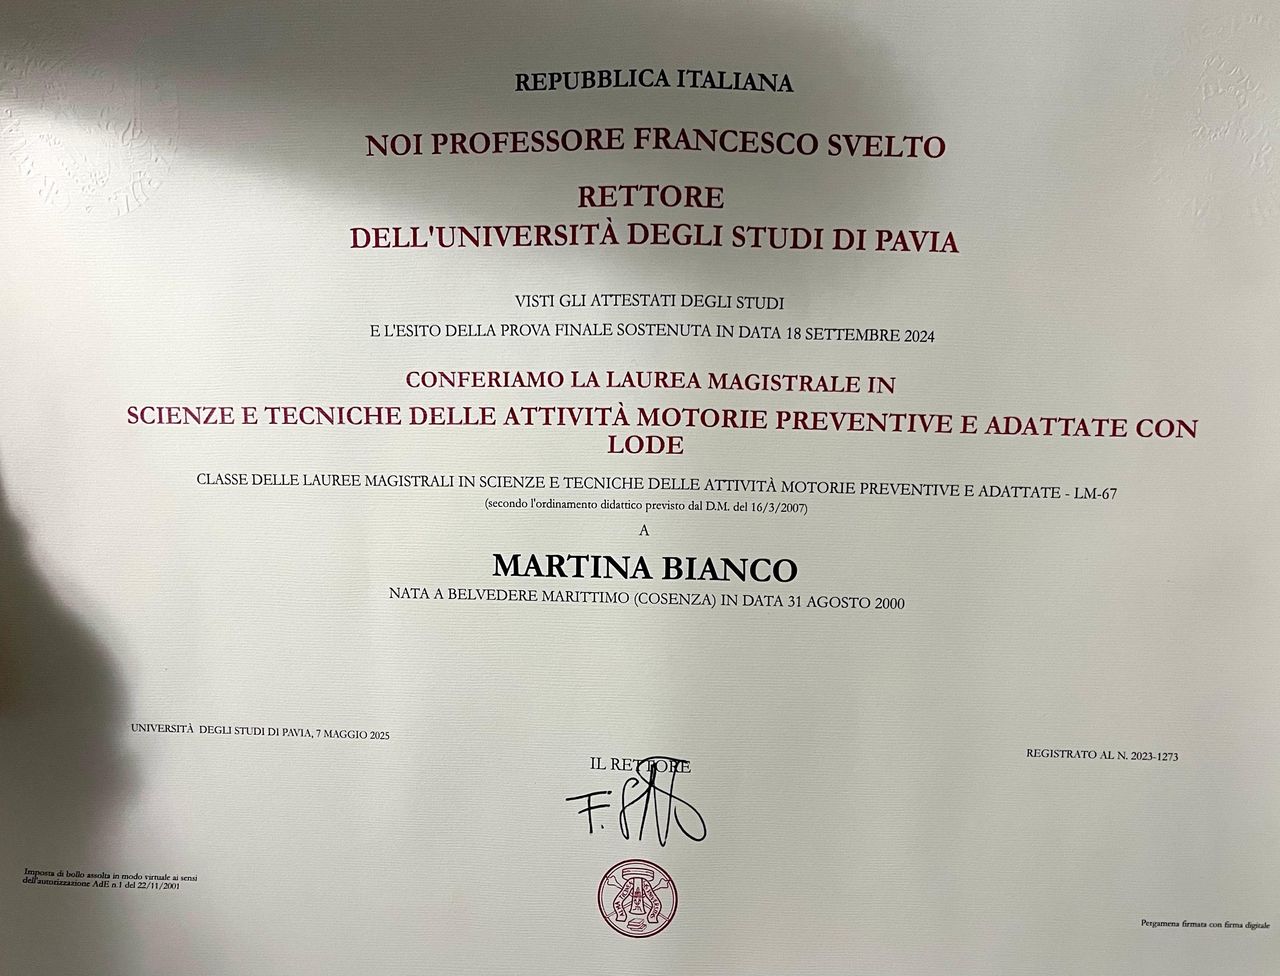 REPUBBLICA ITALIANA
NOI PROFESSORE FRANCESCO SVELTO
RETTORE
DELL'UNIVERSITÀ DEGLI STUDI DI PAVIA
VISTI GLI ATTESTATI DEGLI STUDI
E L'ESITO DELLA PROVA FINALE SOSTENUTA IN DATA 18 SETTEMBRE 2024
CONFERIAMO LA LAUREA MAGISTRALE IN
SCIENZE E TECNICHE DELLE ATTIVITÀ MOTORIE PREVENTIVE E ADATTATE CON
LODE
CLASSE DELLE LAUREE MAGISTRALI IN SCIENZE E TECNICHE DELLE ATTIVITÀ MOTORIE PREVENTIVE E ADATTATE - LM-67
(secondo l'ordinamento didattico previsto dal D.M. del 16/3/2007)
A
MARTINA BIANCO
NATA A BELVEDERE MARITTIMO (COSENZA) IN DATA 31 AGOSTO 2000
UNIVERSITÀ DEGLI STUDI DI PAVIA, 7 MAGGIO 2025
REGISTRATO AL N. 2023-1273
IL RETTORE
Imposta di bollo assolta in modo virtuale ai sensi
dell'autorizzazione AdE n.1 del 22/11/2001
Pergamena firmata con firma digitale